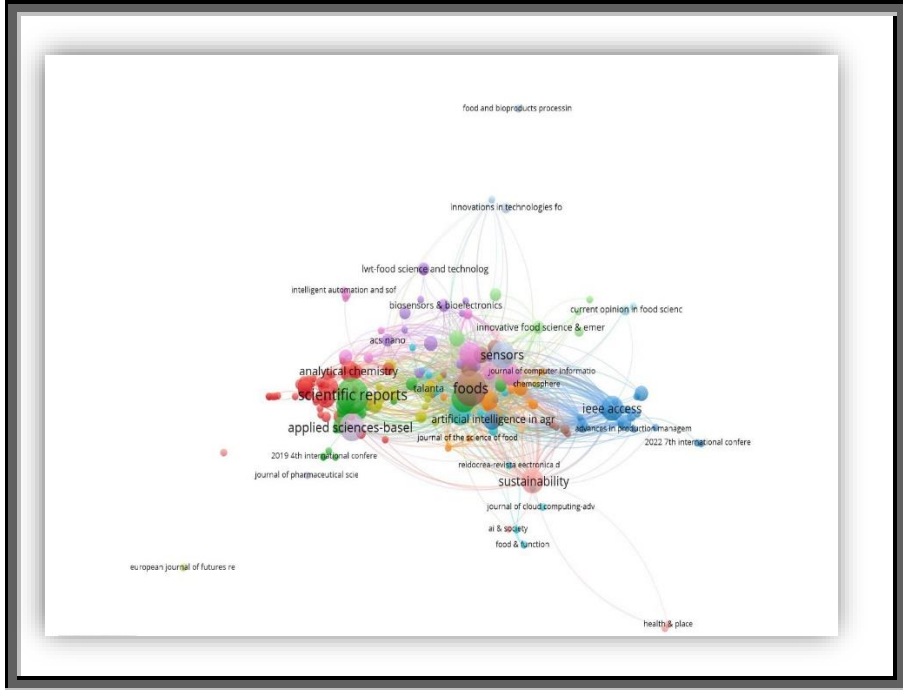 food and bioproducts processin
innovations in technologies fo
lwt-food science and technolog
intelligent automation and sof
biosensors & bioelectronics
current opinion in food scienc
innovative food science & emer
acs nano
sensors
analytical chemistry
journal of computer informatio
talanta
foods
chemosphere
scientific reports
ieee access
artificial intelligence in agr
applied sciences-basel
advances in production managem
journal of the science of food
2022 7th international confere
2019 4th international confere
reidocrea-revista electronica d
journal of pharmaceutical scie
sustainability
journal of cloud computing-adv
ai & society
food & function
european journal of futures re
health & place